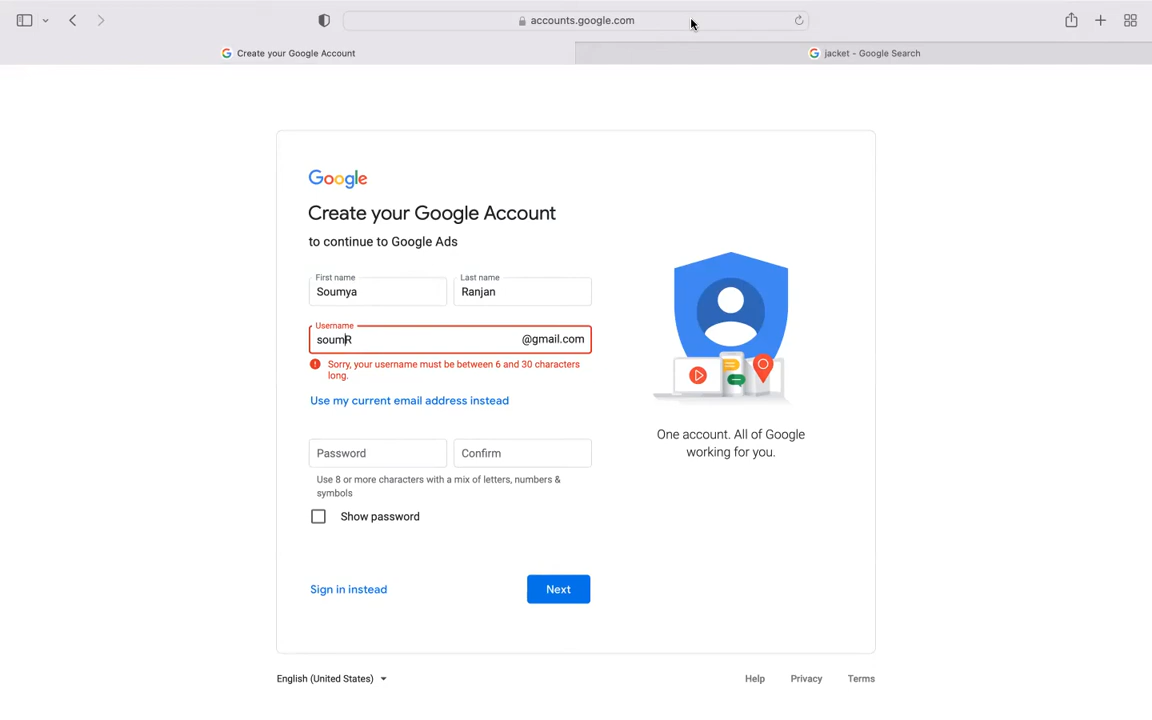 accounts.google.com
Create your Google Account
jacket - Google Search
Google
Create your Google Account
to continue to Google Ads
First name
Last name
Soumya
Ranjan
Username
soumR
@gmail.com
Sorry, your username must be between 6 and 30 characters
long.
Use my current email address instead
Password
Confirm
Use 8 or more characters with a mix of letters, numbers &
symbols
Show password
Sign in instead
Next
One account. All of Google
working for you.
English (United States)
Help
Privacy
Terms